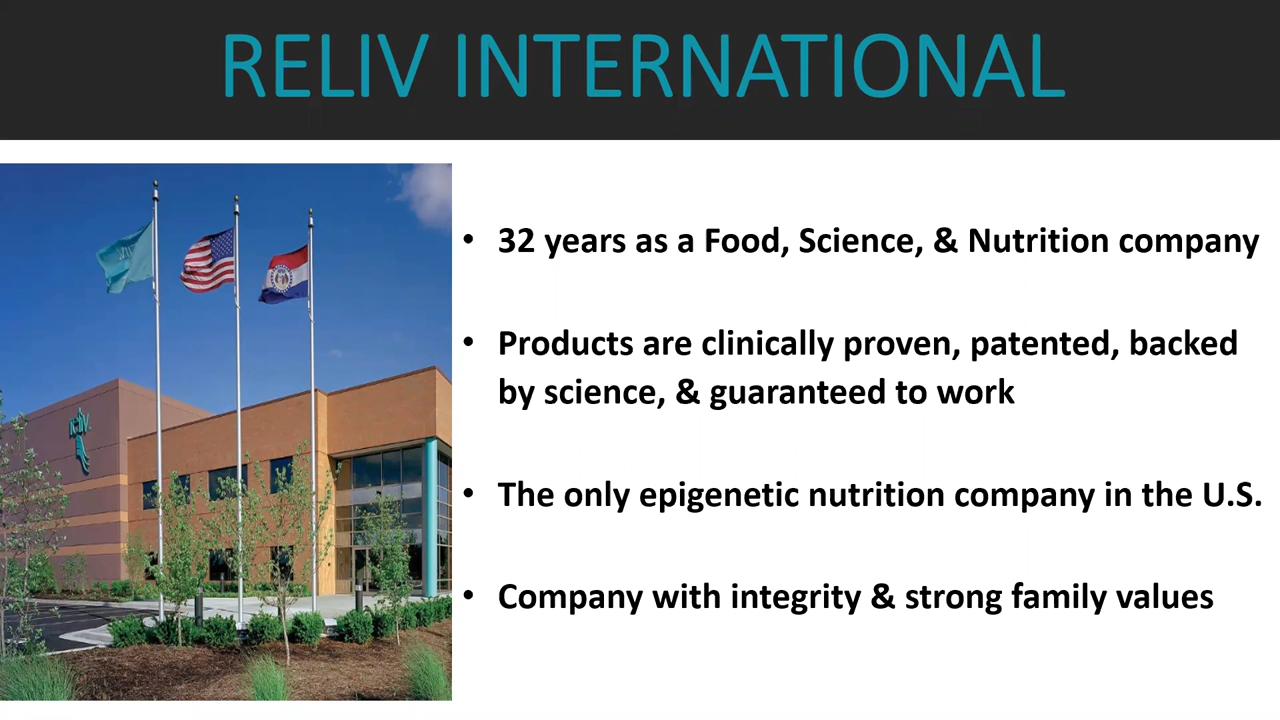 RELIV INTERNATIONAL
reliv
• 32 years as a Food, Science, & Nutrition company
• Products are clinically proven, patented, backed
by science, & guaranteed to work
• The only epigenetic nutrition company in the U.S.
• Company with integrity & strong family values